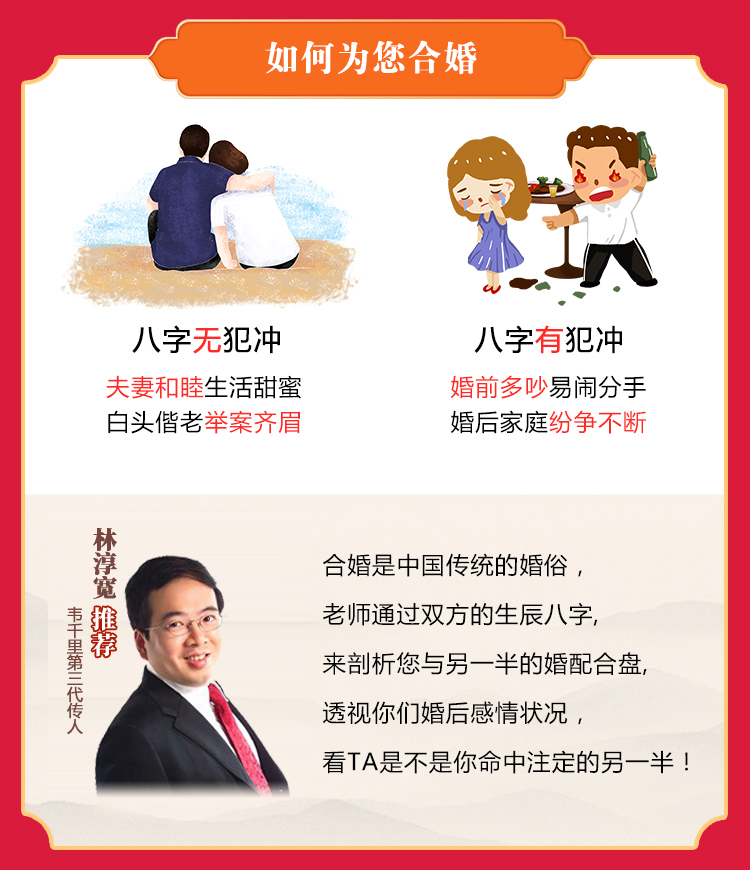 如何为您合婚
八字无犯冲
夫妻和睦生活甜蜜
白头偕老举案齐眉
八字有犯冲
婚前多吵易闹分手
婚后家庭纷争不断
林淳宽推荐
韦千里第三代传人
合婚是中国传统的婚俗，
老师通过双方的生辰八字,
来剖析您与另一半的婚配合盘,
透视你们婚后感情状况，
看TA是不是你命中注定的另一半！